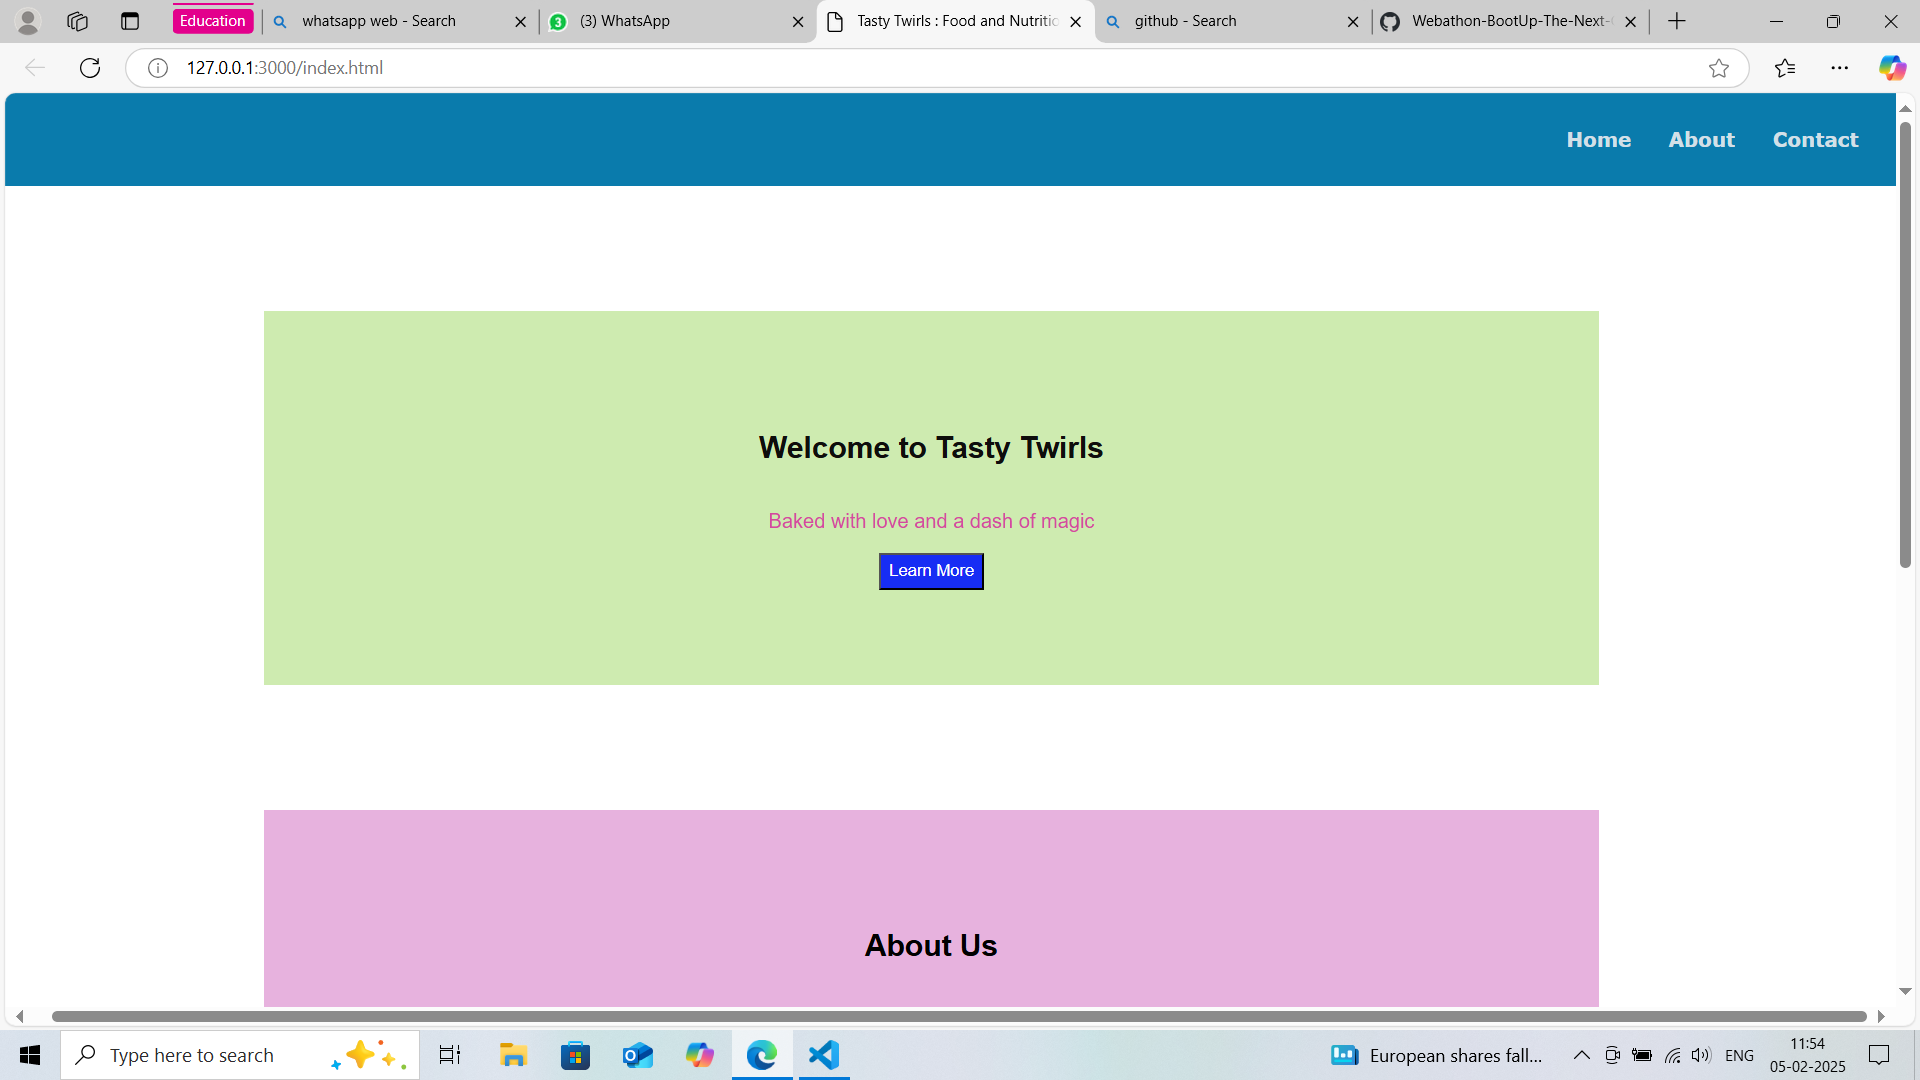 Education
whatsapp web - Search
3
(3) WhatsApp
Tasty Twirls : Food and Nutritio
github - Search
Webathon-BootUp-The-Next-
127.0.0.1:3000/index.html
Home
About
Contact
Welcome to Tasty Twirls
Baked with love and a dash of magic
Learn More
About Us
Type here to search
European shares fall...
ENG
11:54
05-02-2025